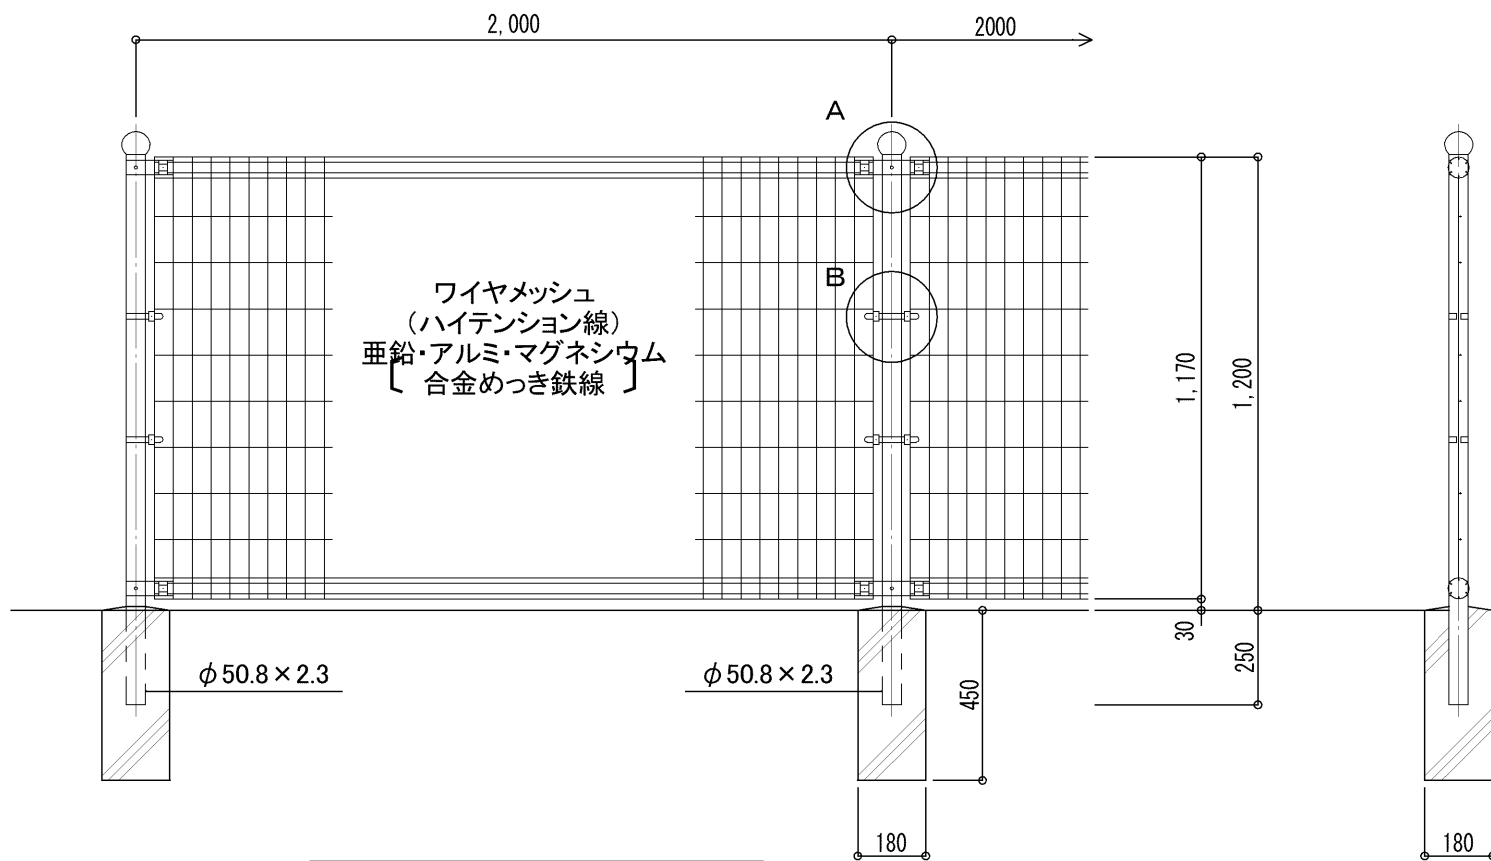 2,000
2000
A
B
ワイヤメッシュ
（ハイテンション線）
亜鉛・アルミ・マグネシウム
〔 合金めっき鉄線 〕
1,170
1,200
30
250
φ50.8×2.3
φ50.8×2.3
450
180
180